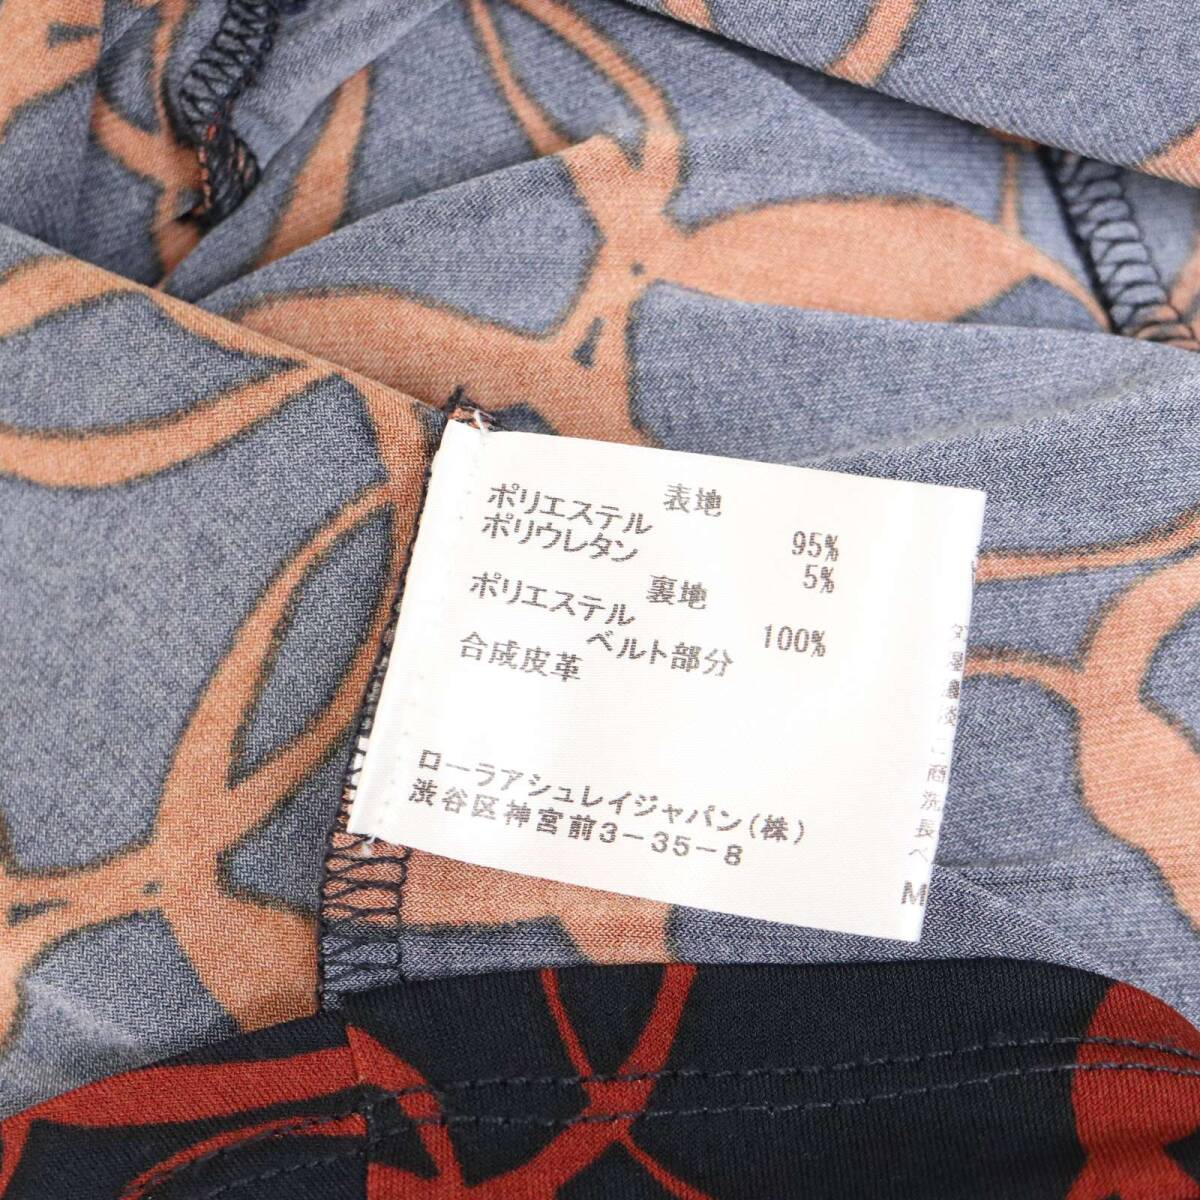 表地
ポリエステル 95%
ポリウレタン 5%
裏地
ポリエステル 100%
ベルト部分
合成皮革
ローラアシュレイジャパン(株)
渋谷区神宮前3-35-8